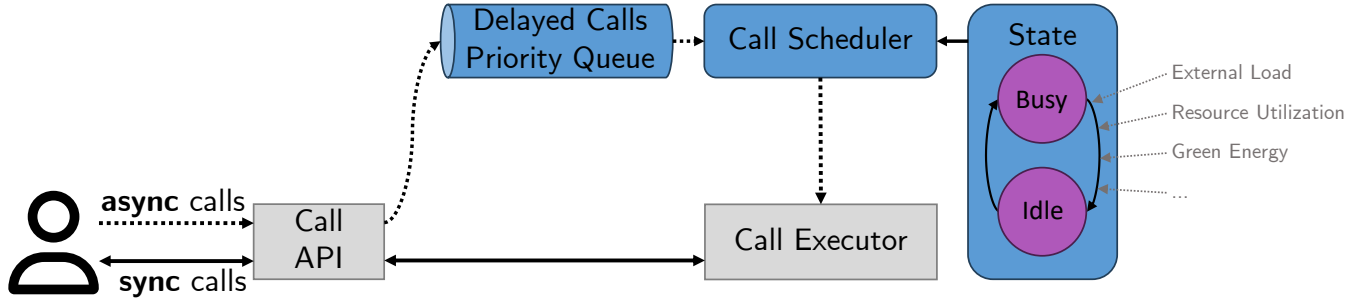 Delayed Calls
Priority Queue
Call Scheduler
State
Busy
Idle
External Load
Resource Utilization
Green Energy
...
async calls
sync calls
Call
API
Call Executor